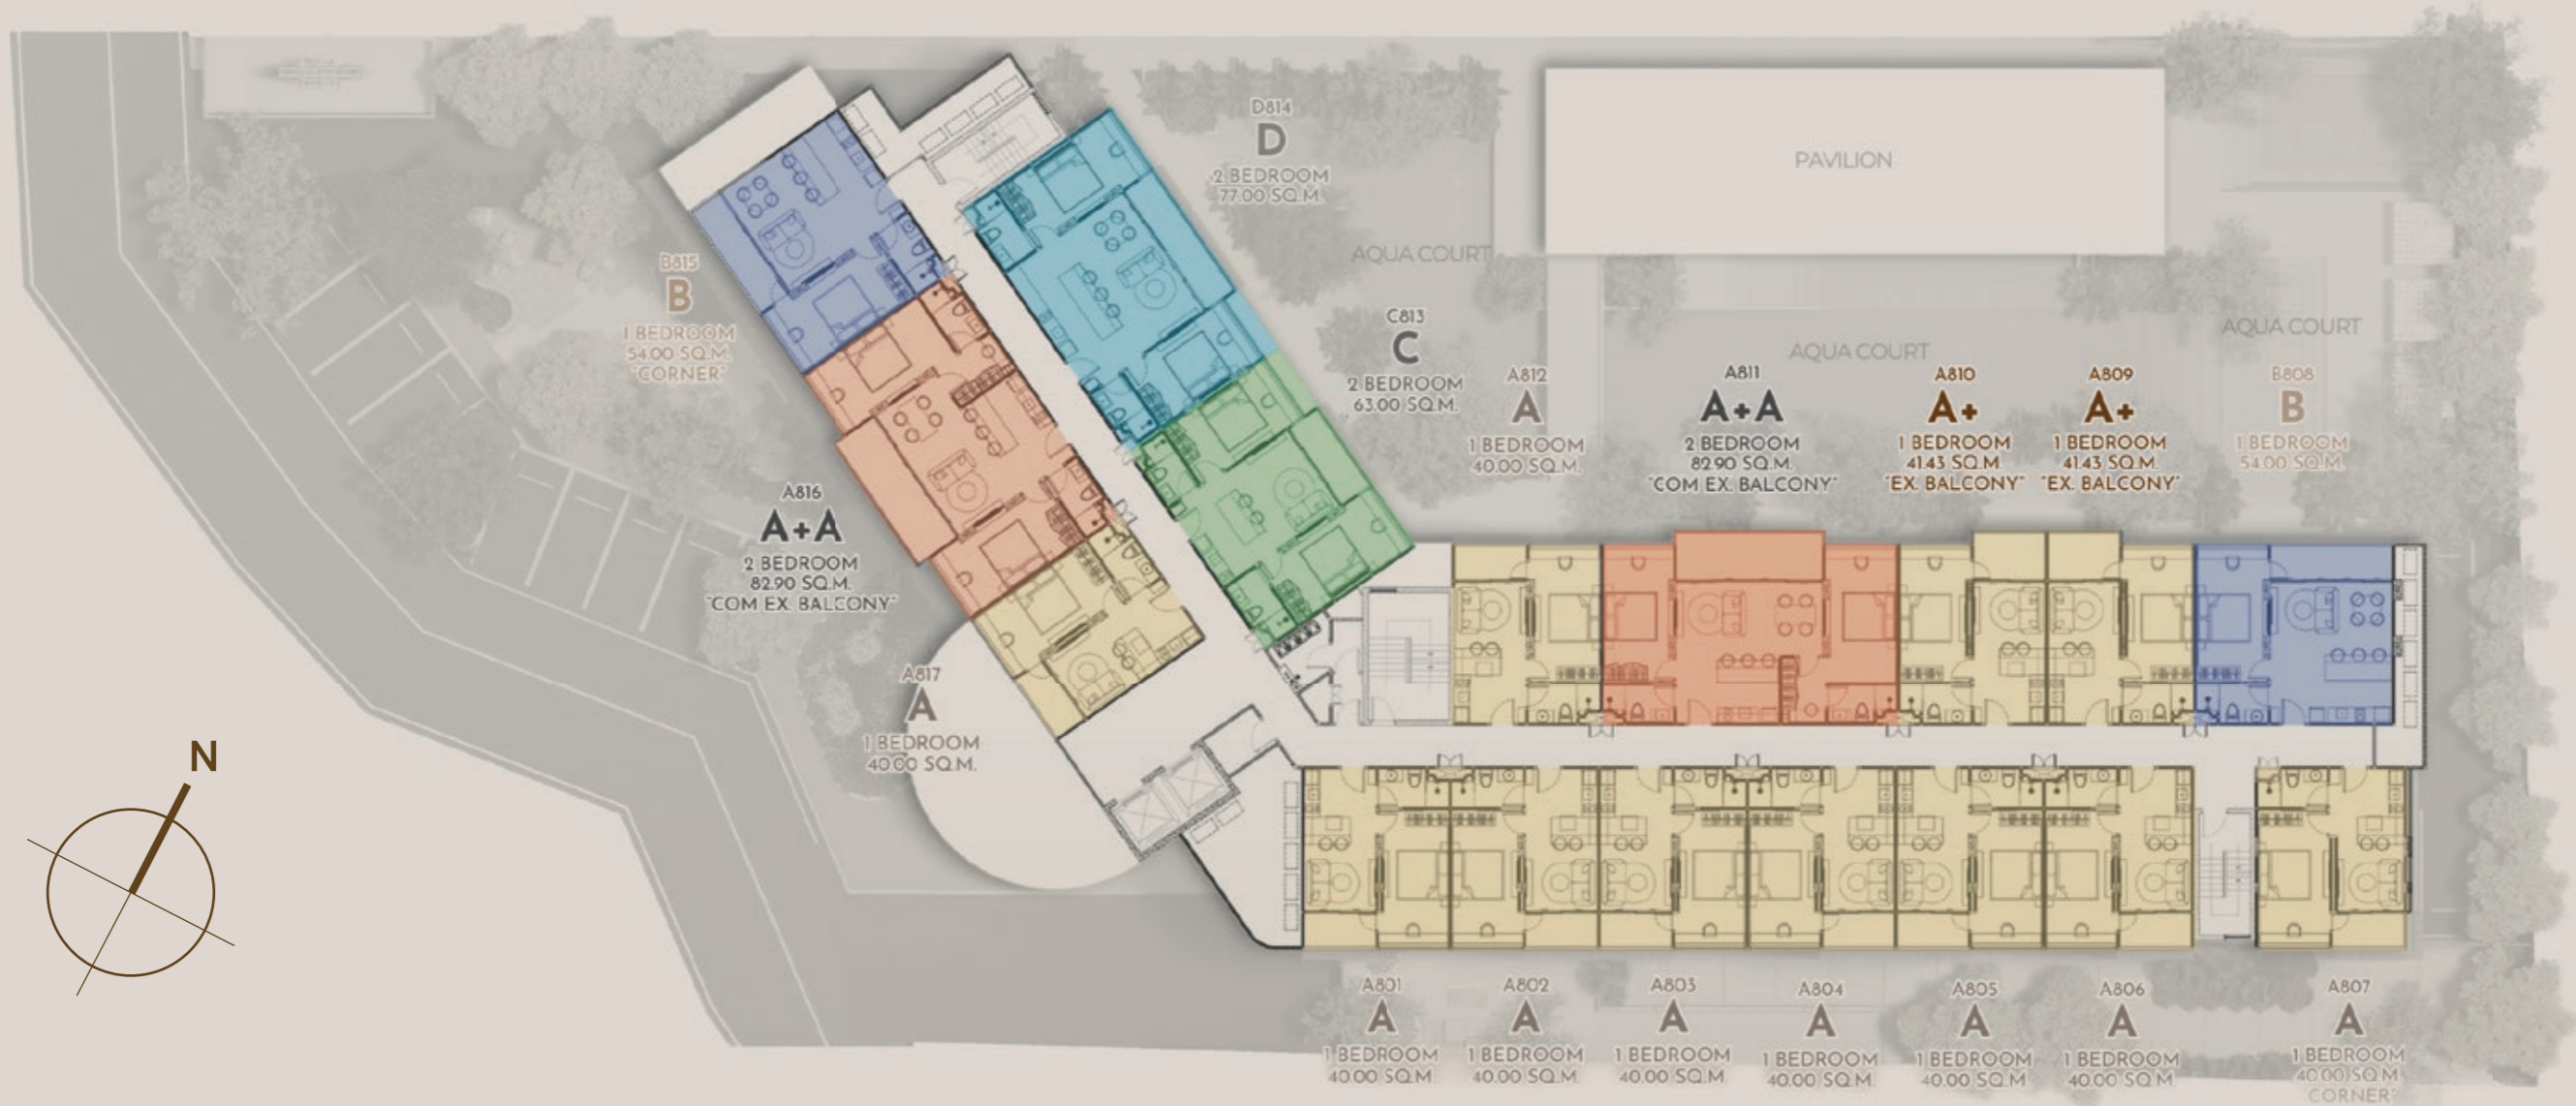 D814
D
2 BEDROOM
77.00 SQ.M.
PAVILION
AQUA COURT
B815
B
1 BEDROOM
54.00 SQ.M.
"CORNER"
C813
C
2 BEDROOM
63.00 SQ.M.
AQUA COURT
AQUA COURT
A812
A
1 BEDROOM
40.00 SQ.M.
A811
A+A
2 BEDROOM
82.90 SQ.M.
"COM EX. BALCONY"
A810
A+
1 BEDROOM
41.43 SQ.M.
"EX. BALCONY"
A809
A+
1 BEDROOM
41.43 SQ.M.
"EX. BALCONY"
B808
B
1 BEDROOM
54.00 SQ.M.
A816
A+A
2 BEDROOM
82.90 SQ.M.
"COM EX. BALCONY"
A817
A
1 BEDROOM
40.00 SQ.M.
N
A801
A
1 BEDROOM
40.00 SQ.M.
A802
A
1 BEDROOM
40.00 SQ.M.
A803
A
1 BEDROOM
40.00 SQ.M.
A804
A
1 BEDROOM
40.00 SQ.M.
A805
A
1 BEDROOM
40.00 SQ.M.
A806
A
1 BEDROOM
40.00 SQ.M.
A807
A
1 BEDROOM
40.00 SQ.M.
"CORNER"